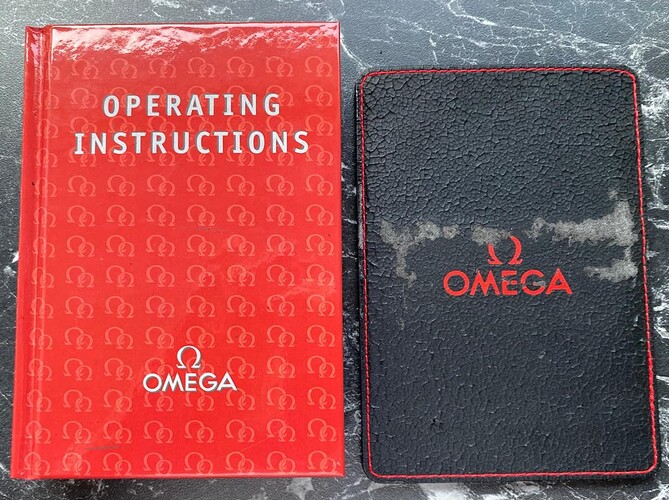 OPERATING
INSTRUCTIONS
Ω
OMEGA
Ω
OMEGA